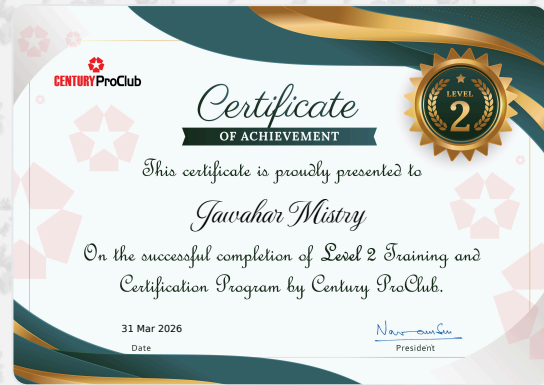 CENTURY ProClub
LEVEL
2
Certificate
OF ACHIEVEMENT
This certificate is proudly presented to
Jawahar Mistry
On the successful completion of Level 2 Training and
Certification Program by Century ProClub.
31 Mar 2026
Date
President